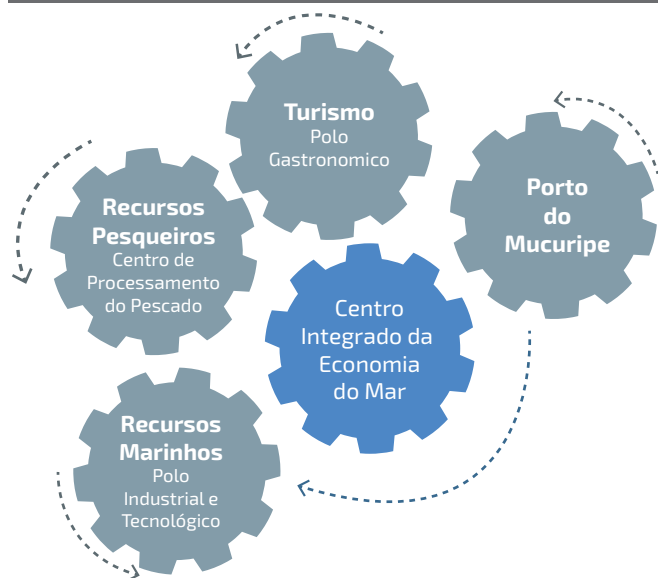 Turismo
Polo
Gastronomico
Porto
do
Mucuripe
Recursos
Pesqueiros
Centro de
Processamento
do Pescado
Centro
Integrado da
Economia
do Mar
Recursos
Marinhos
Polo
Industrial e
Tecnológico